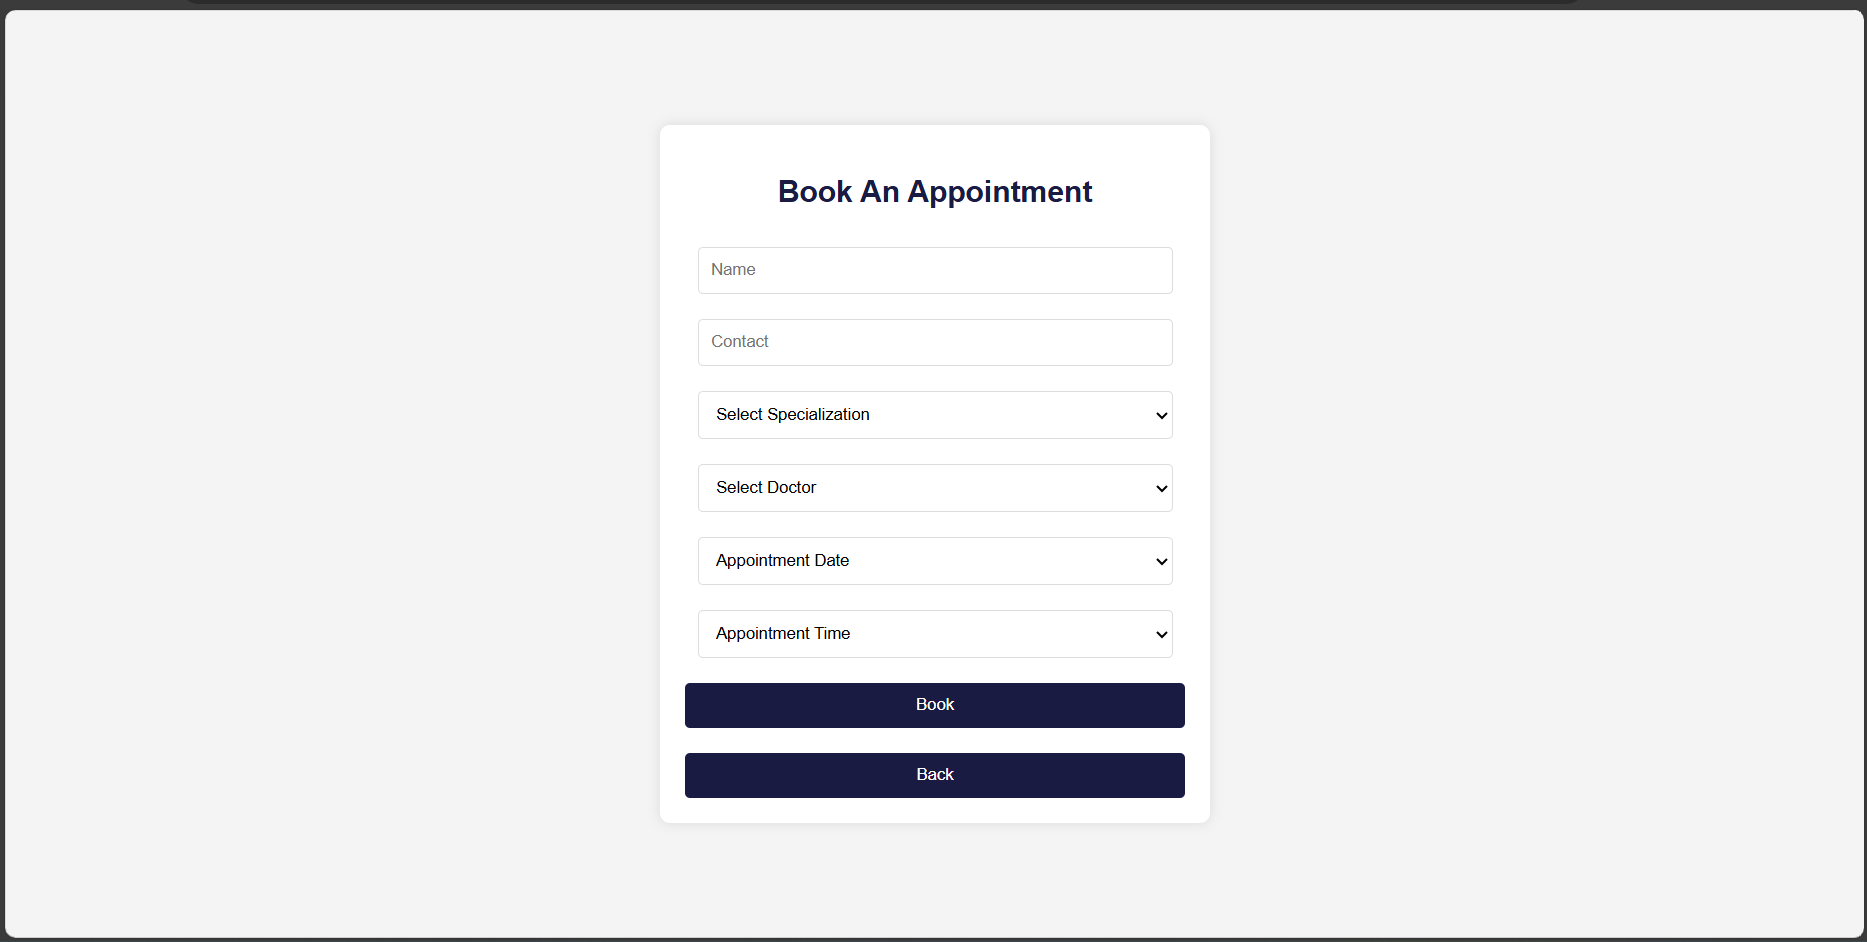 Book An Appointment
Name
Contact
Select Specialization
Select Doctor
Appointment Date
Appointment Time
Book
Back